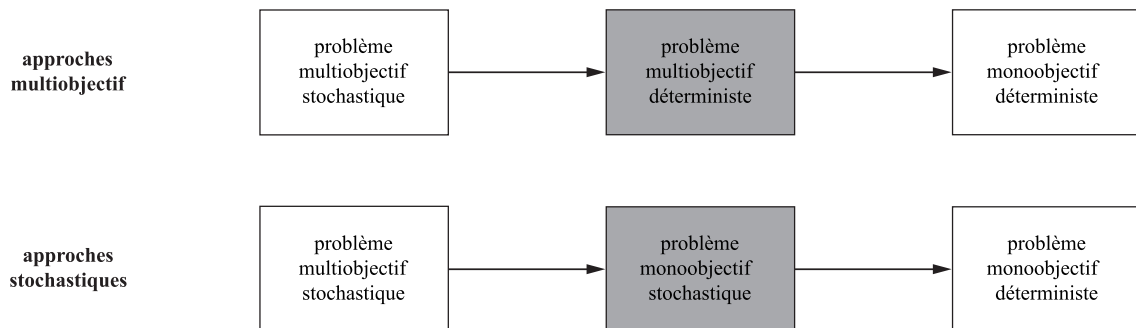 approches
multiobjectif
problème
multiobjectif
stochastique
problème
multiobjectif
déterministe
problème
monoobjectif
déterministe
approches
stochastiques
problème
multiobjectif
stochastique
problème
monoobjectif
stochastique
problème
monoobjectif
déterministe